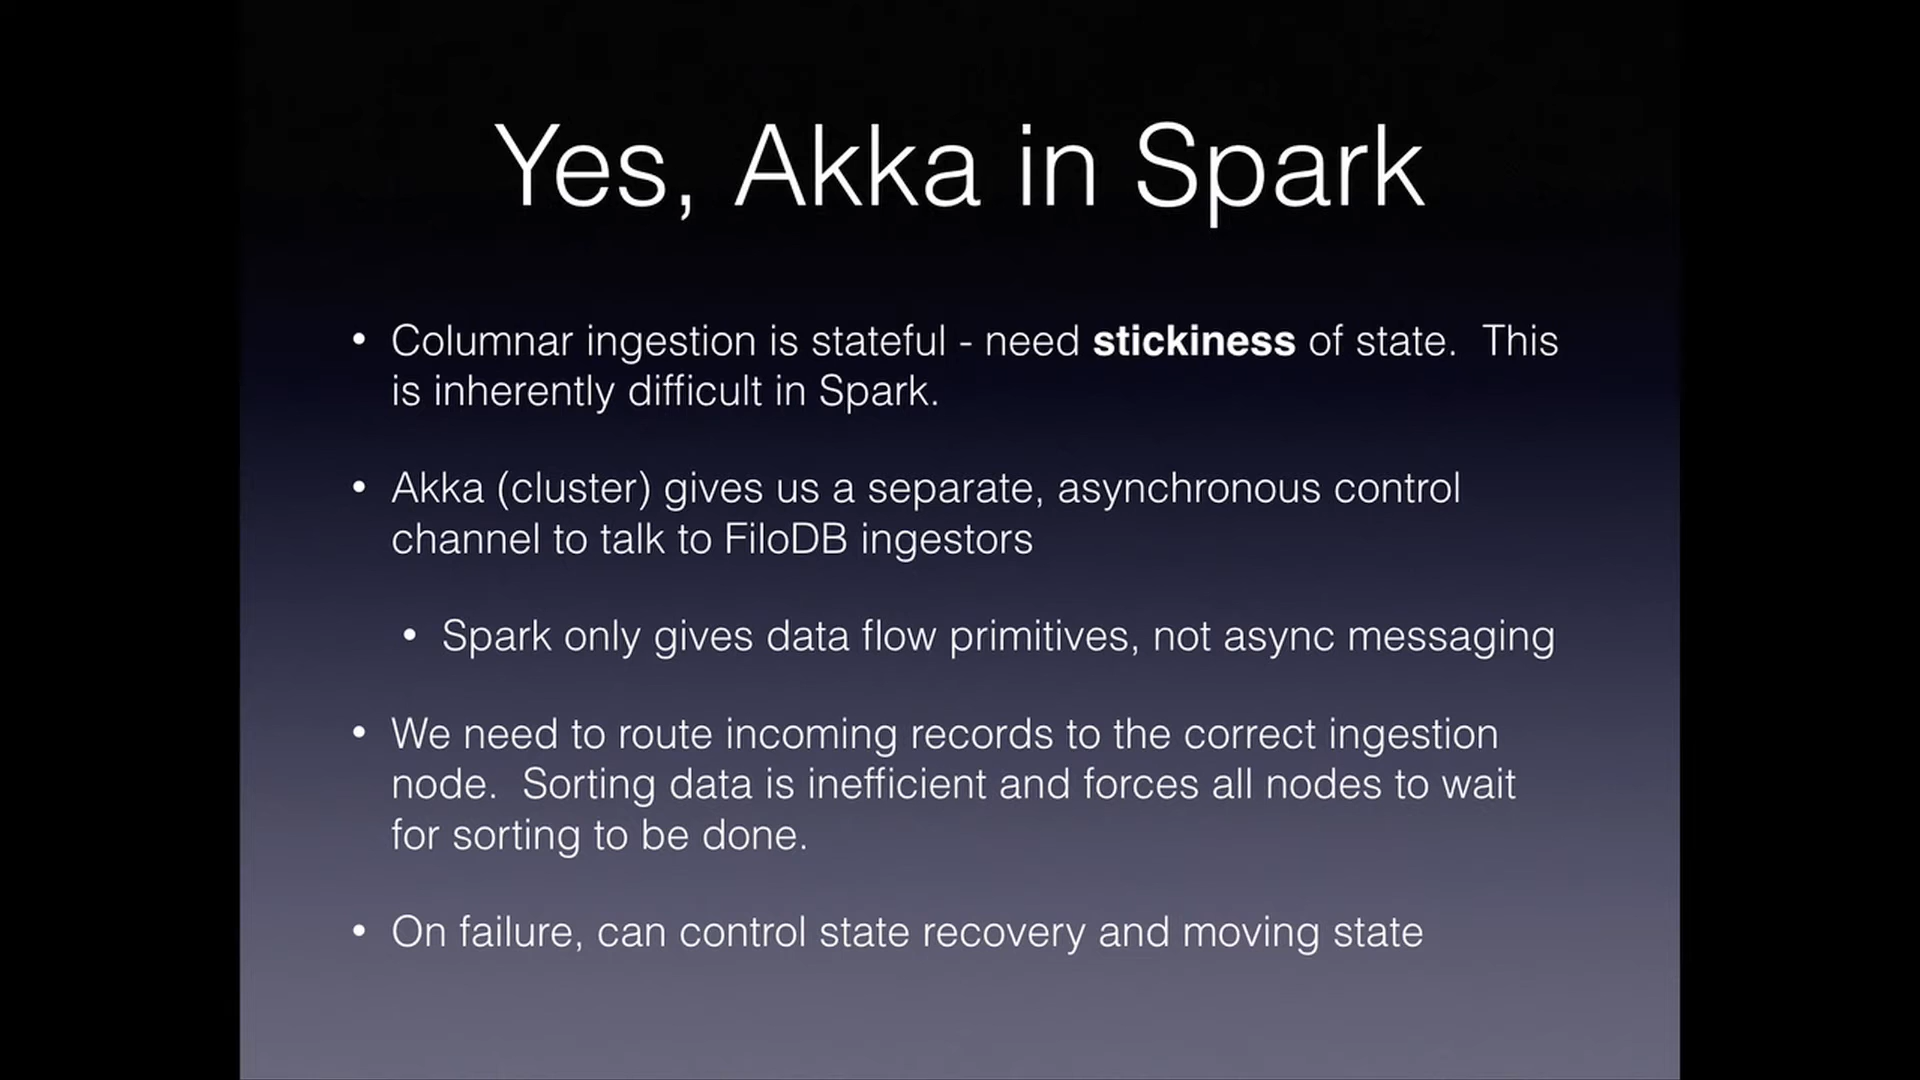 Yes, Akka in Spark
• Columnar ingestion is stateful - need stickiness of state.  This
is inherently difficult in Spark.
• Akka (cluster) gives us a separate, asynchronous control
channel to talk to FiloDB ingestors
• Spark only gives data flow primitives, not async messaging
• We need to route incoming records to the correct ingestion
node.  Sorting data is inefficient and forces all nodes to wait
for sorting to be done.
• On failure, can control state recovery and moving state